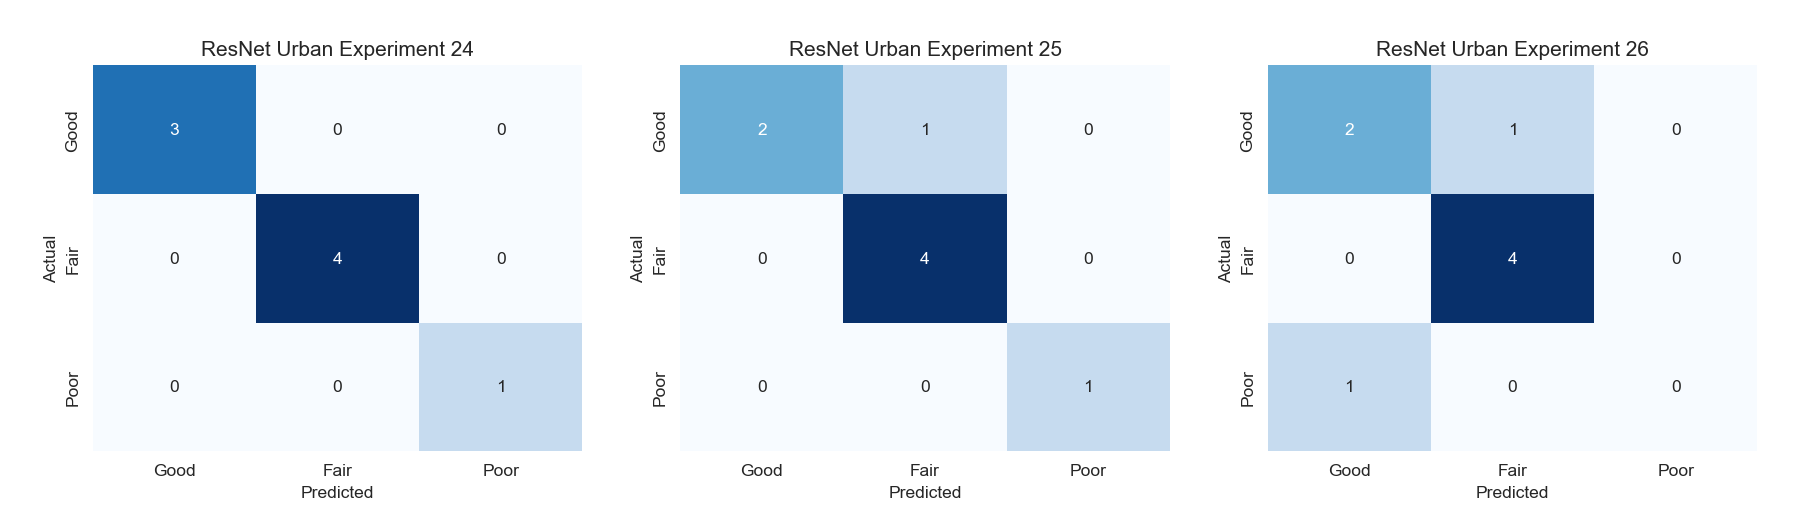 ResNet Urban Experiment 24
Good
3 0 0
Actual
Fair
0 4 0
Poor
0 0 1
Good Fair Poor
Predicted
ResNet Urban Experiment 25
Good
2 1 0
Actual
Fair
0 4 0
Poor
0 0 1
Good Fair Poor
Predicted
ResNet Urban Experiment 26
Good
2 1 0
Actual
Fair
0 4 0
Poor
1 0 0
Good Fair Poor
Predicted